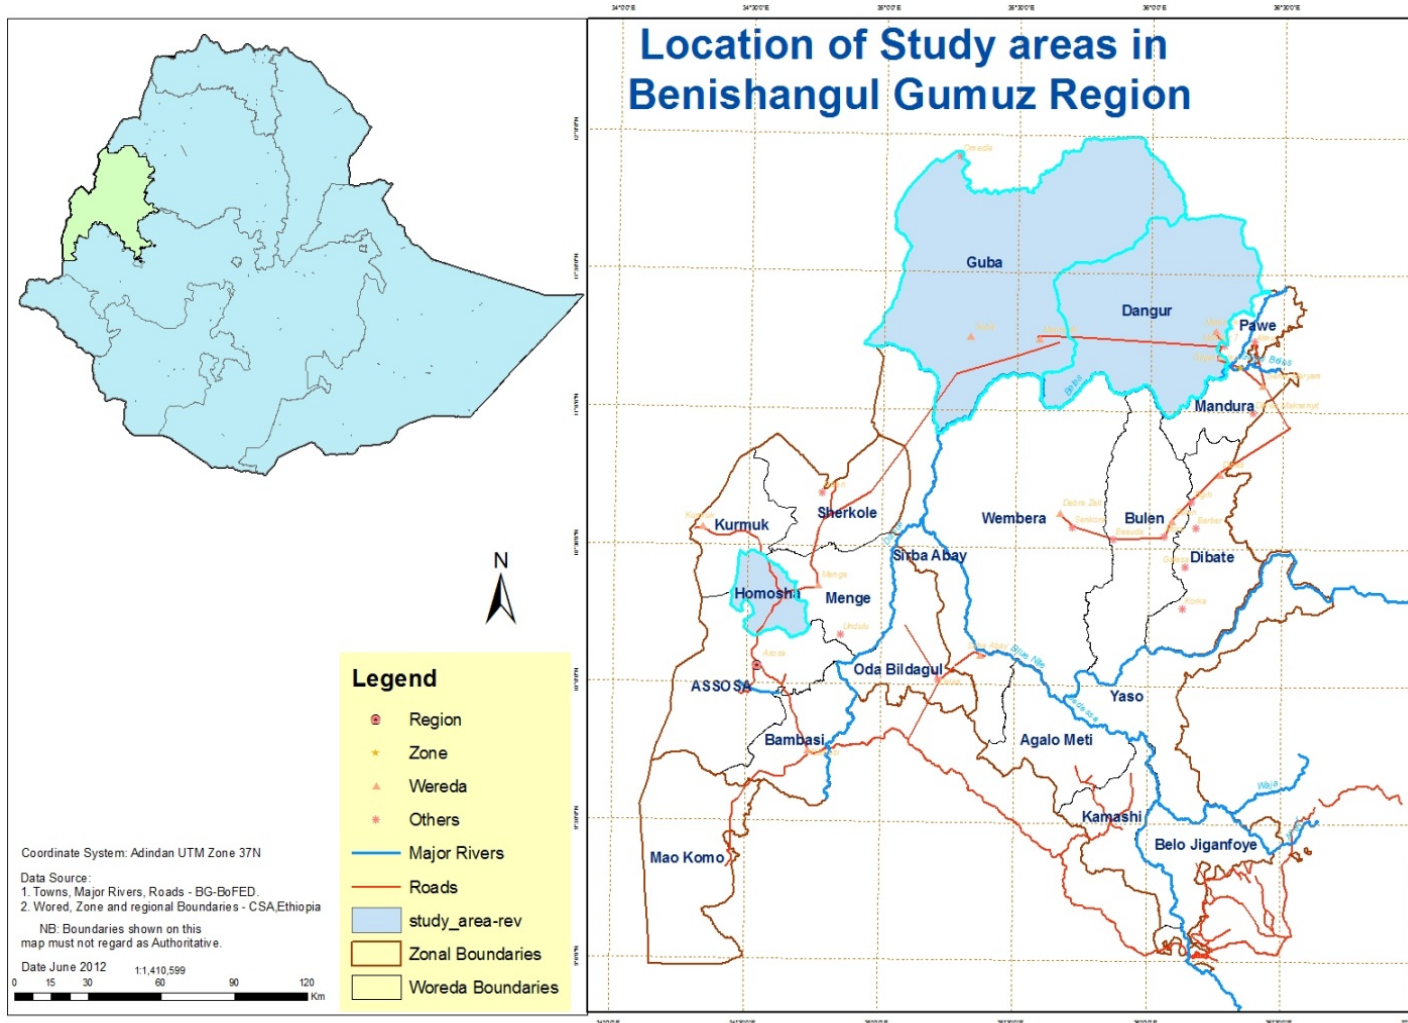 Location of Study areas in
Benishangul Gumuz Region
Guba
Dangur
Pawe
Mandura
Kurmuk
Sherkole
Wembera
Bulen
Sirba Abay
Dibate
Homosha
Menge
Menge
Undulu
Assosa
ASSOSA
Oda Bildagul
Yaso
Bambasi
Agalo Meti
Kamashi
Mao Komo
Belo Jiganfoye
Waja
N
Legend
Region
Zone
Wereda
Others
Major Rivers
Roads
study_area-rev
Zonal Boundaries
Woreda Boundaries
Coordinate System: Adindan UTM Zone 37N
Data Source:
1. Towns, Major Rivers, Roads - BG-BoFED.
2. Wored, Zone and regional Boundaries - CSA,Ethiopia
NB: Boundaries shown on this
map must not regard as Authoritative.
Date June 2012 1:1,410,599
0 15 30 60 90 120
Km